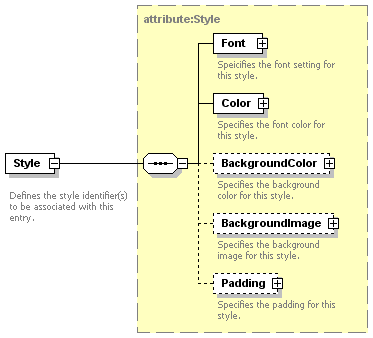 attribute:Style
Font
Speicifies the font setting for
this style.
Color
Specifies the font color for
this style.
Style
Defines the style identifier(s)
to be associated with this
entry.
BackgroundColor
Specifies the background
color for this style.
BackgroundImage
Specifies the background
image for this style.
Padding
Specifies the padding for this
style.